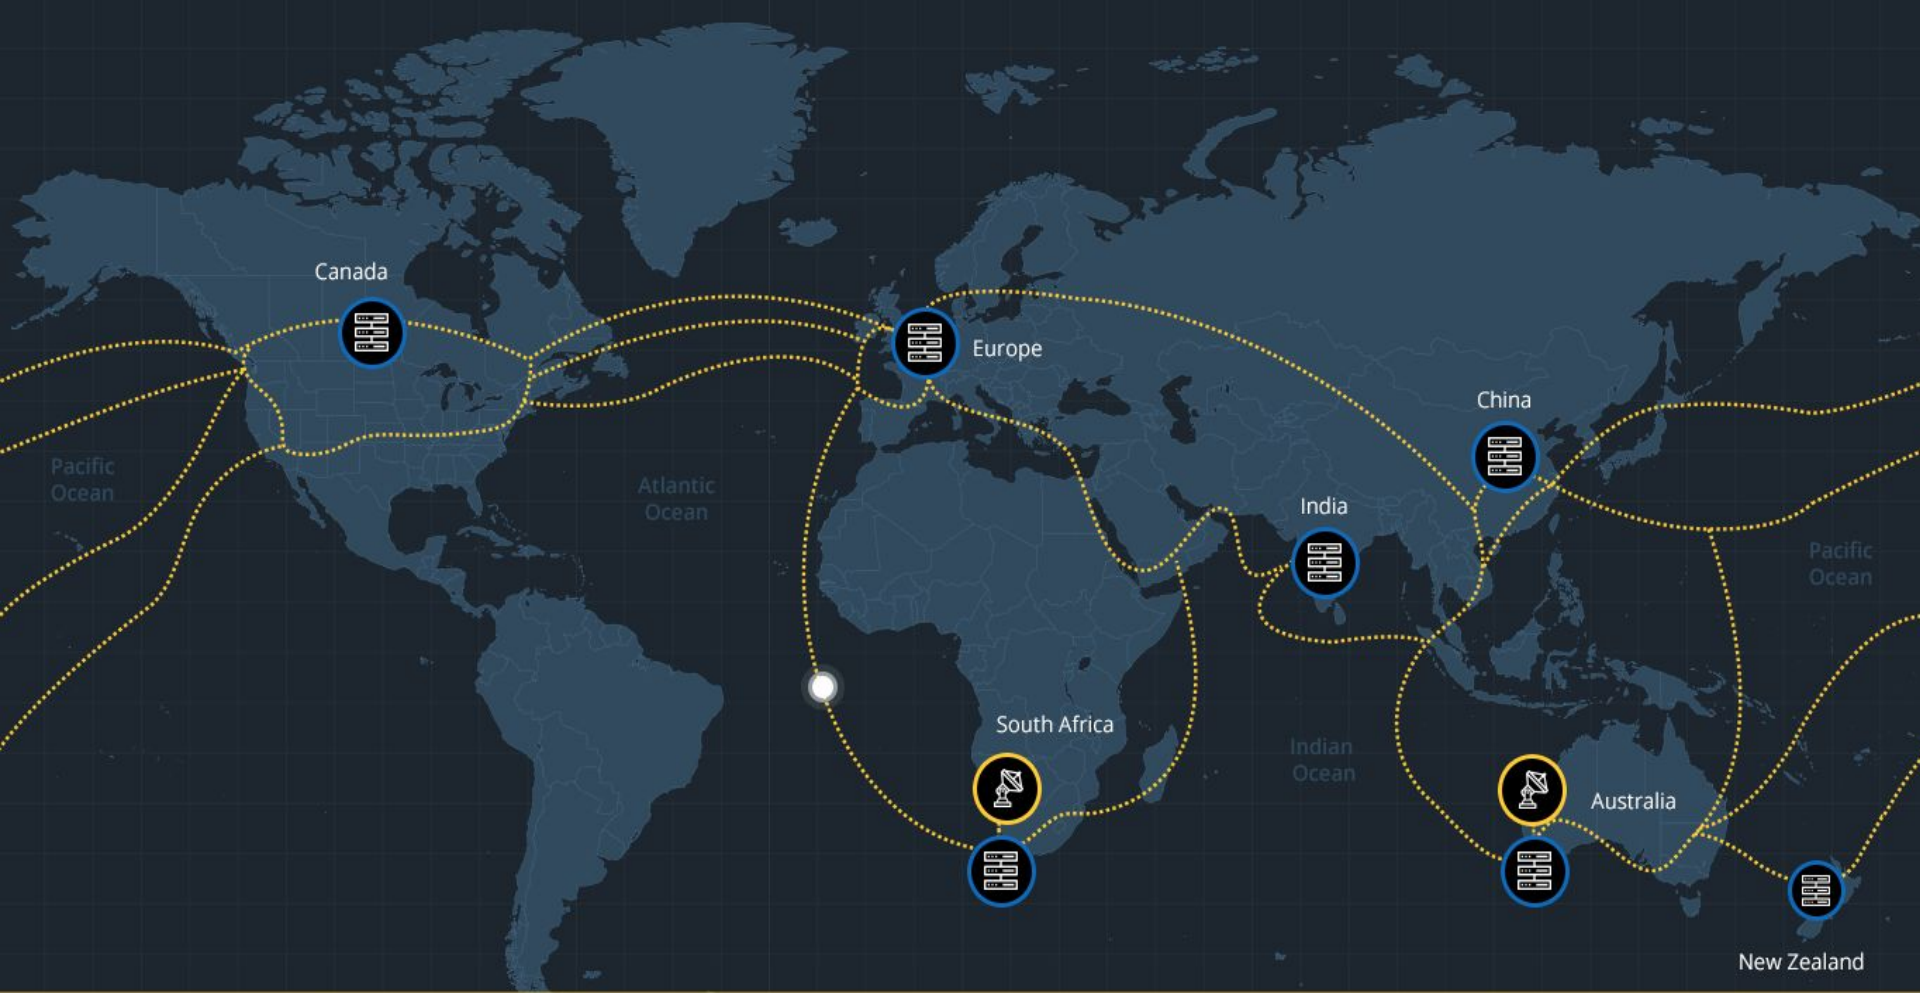 Canada
Europe
China
Pacific
Ocean
Atlantic
Ocean
India
Pacific
Ocean
South Africa
Indian
Ocean
Australia
New Zealand